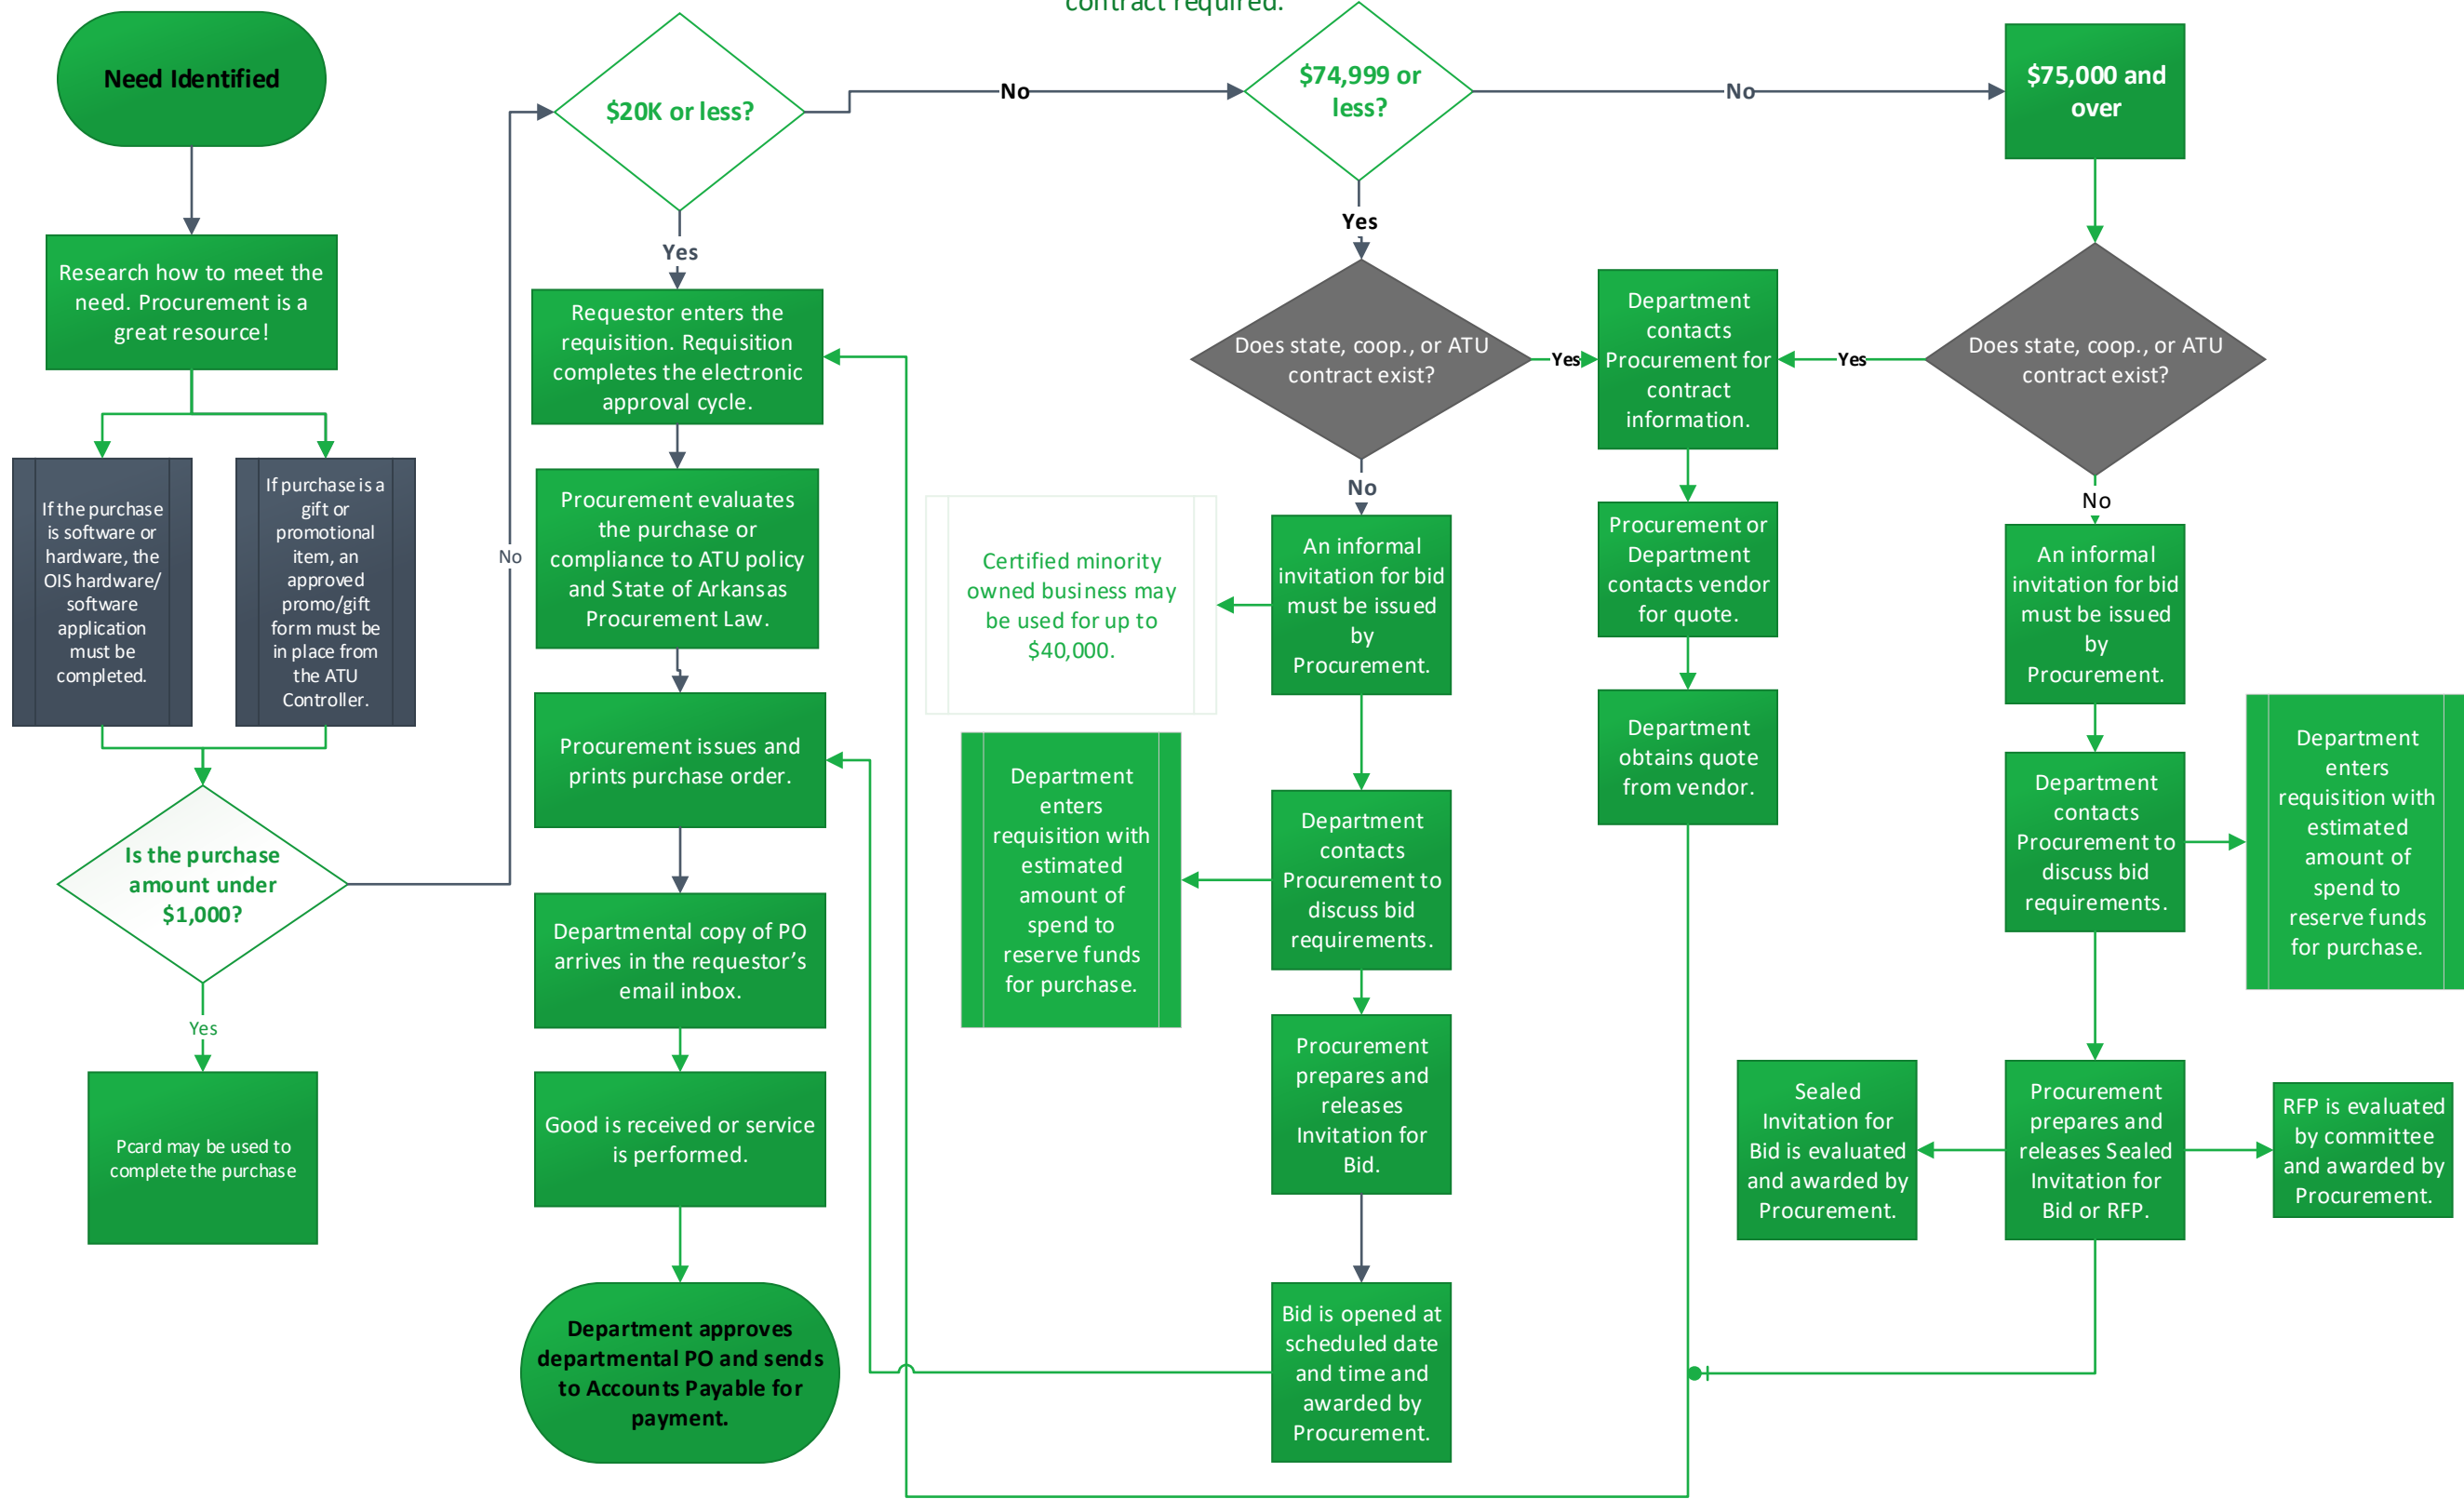 contract required.
Need Identified
Research how to meet the
need. Procurement is a
great resource!
If the purchase
is software or
hardware, the
OIS hardware/
software
application
must be
completed.
If purchase is a
gift or
promotional
item, an
approved
promo/gift
form must be
in place from
the ATU
Controller.
Is the purchase
amount under
$1,000?
Yes
Pcard may be used to
complete the purchase
No
$20K or less?
Yes
Requestor enters the
requisition. Requisition
completes the electronic
approval cycle.
Procurement evaluates
the purchase or
compliance to ATU policy
and State of Arkansas
Procurement Law.
Procurement issues and
prints purchase order.
Departmental copy of PO
arrives in the requestor’s
email inbox.
Good is received or service
is performed.
Department approves
departmental PO and sends
to Accounts Payable for
payment.
No
$74,999 or
less?
Yes
Does state, coop., or ATU
contract exist?
No
An informal
invitation for bid
must be issued
by
Procurement.
Certified minority
owned business may
be used for up to
$40,000.
Department
contacts
Procurement to
discuss bid
requirements.
Department
enters
requisition with
estimated
amount of
spend to
reserve funds
for purchase.
Procurement
prepares and
releases
Invitation for
Bid.
Bid is opened at
scheduled date
and time and
awarded by
Procurement.
Yes
Department
contacts
Procurement for
contract
information.
Procurement or
Department
contacts vendor
for quote.
Department
obtains quote
from vendor.
No
$75,000 and
over
Does state, coop., or ATU
contract exist?
Yes
No
An informal
invitation for bid
must be issued
by
Procurement.
Department
contacts
Procurement to
discuss bid
requirements.
Department
enters
requisition with
estimated
amount of
spend to
reserve funds
for purchase.
Procurement
prepares and
releases Sealed
Invitation for
Bid or RFP.
Sealed
Invitation for
Bid is evaluated
and awarded by
Procurement.
RFP is evaluated
by committee
and awarded by
Procurement.